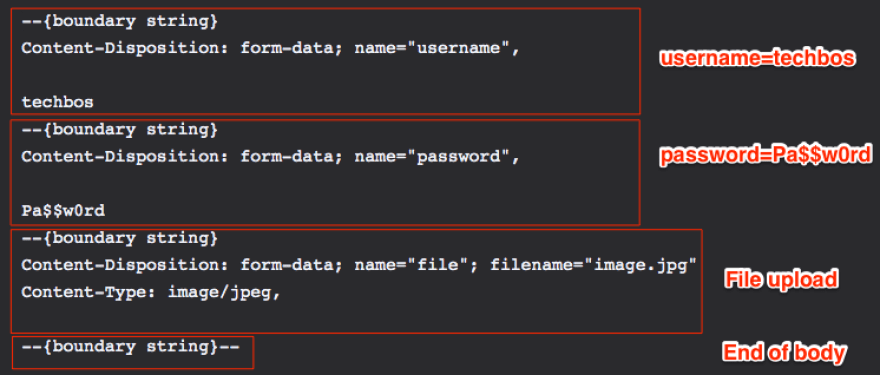 --{boundary string}
Content-Disposition: form-data; name="username",
username=techbos
techbos
--{boundary string}
Content-Disposition: form-data; name="password",
password=Pa$$w0rd
Pa$$w0rd
--{boundary string}
Content-Disposition: form-data; name="file"; filename="image.jpg"
Content-Type: image/jpeg,
File upload
--{boundary string}--
End of body